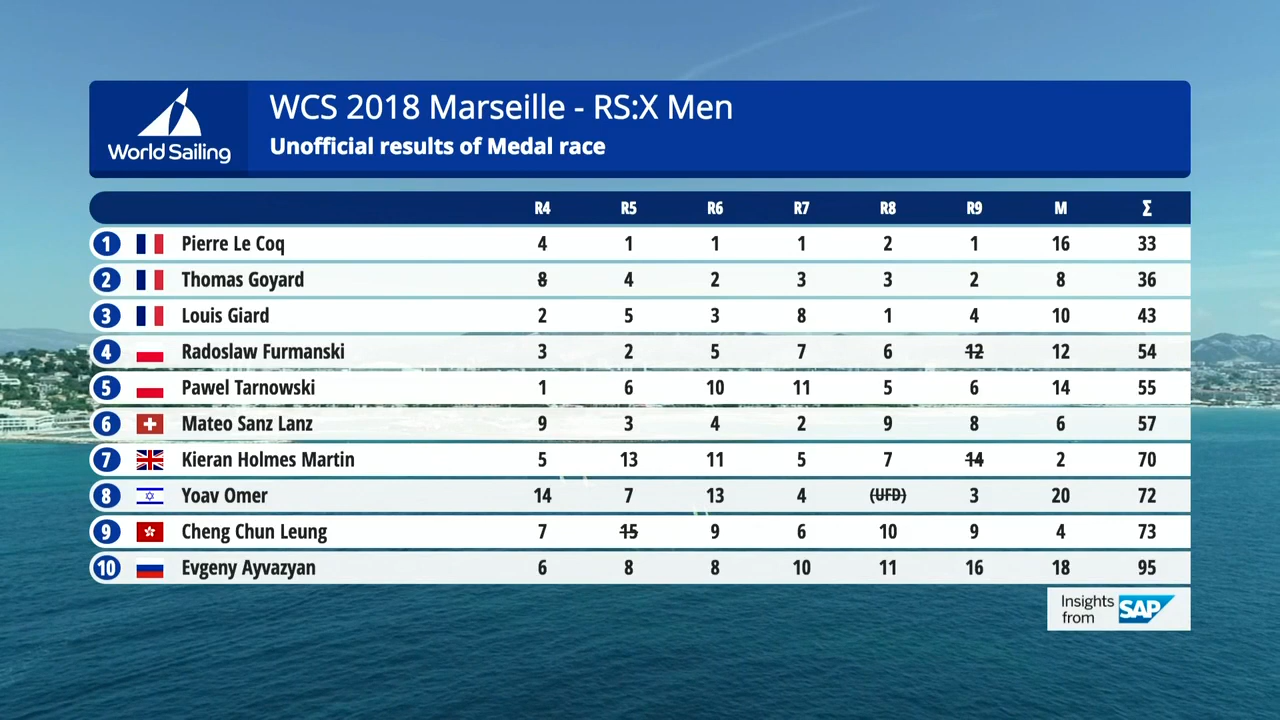 World Sailing
WCS 2018 Marseille - RS:X Men
Unofficial results of Medal race
R4 R5 R6 R7 R8 R9 M Σ
1 Pierre Le Coq 4 1 1 1 2 1 16 33
2 Thomas Goyard 8 4 2 3 3 2 8 36
3 Louis Giard 2 5 3 8 1 4 10 43
4 Radoslaw Furmanski 3 2 5 7 6 12 12 54
5 Pawel Tarnowski 1 6 10 11 5 6 14 55
6 Mateo Sanz Lanz 9 3 4 2 9 8 6 57
7 Kieran Holmes Martin 5 13 11 5 7 14 2 70
8 Yoav Omer 14 7 13 4 (UFD) 3 20 72
9 Cheng Chun Leung 7 15 9 6 10 9 4 73
10 Evgeny Ayvazyan 6 8 8 10 11 16 18 95
Insights
from SAP